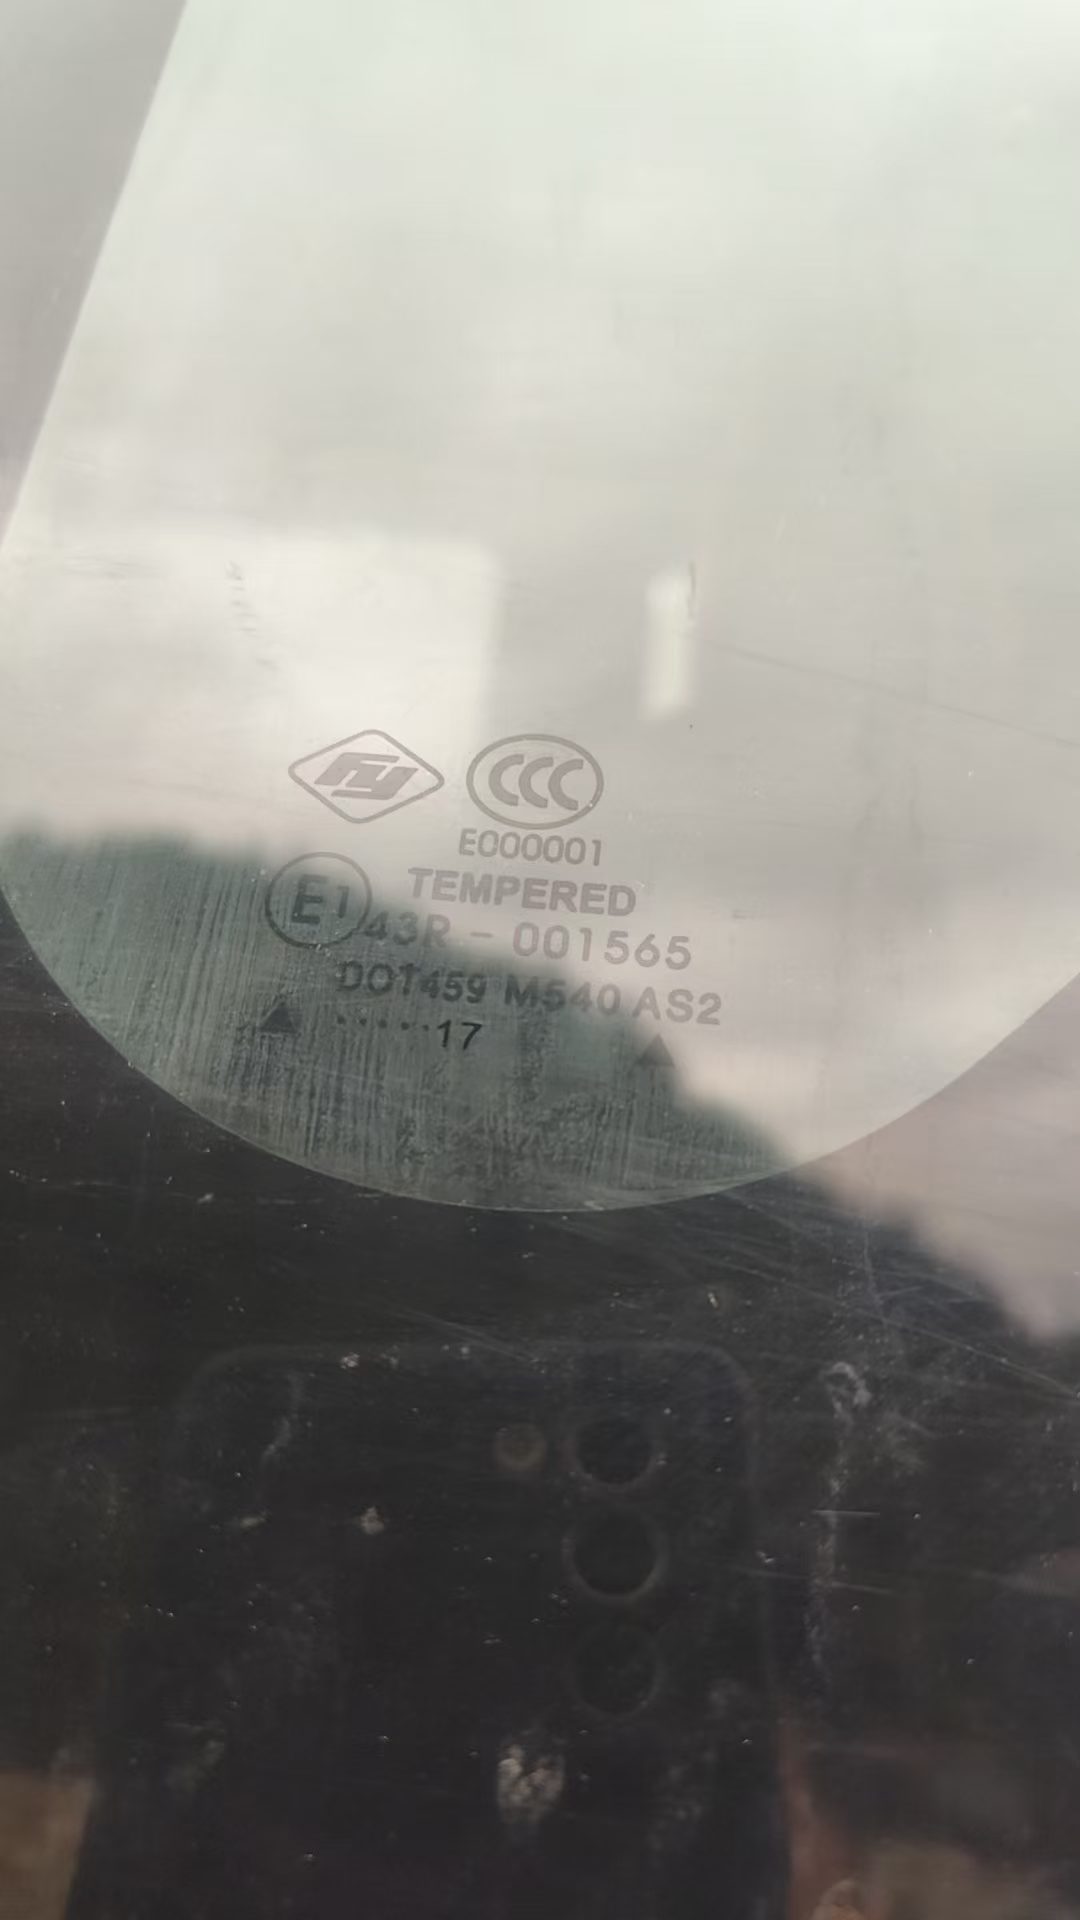 FY CCC
E000001
TEMPERED
E1 43R - 001565
DOT459 M540 AS2
.....17